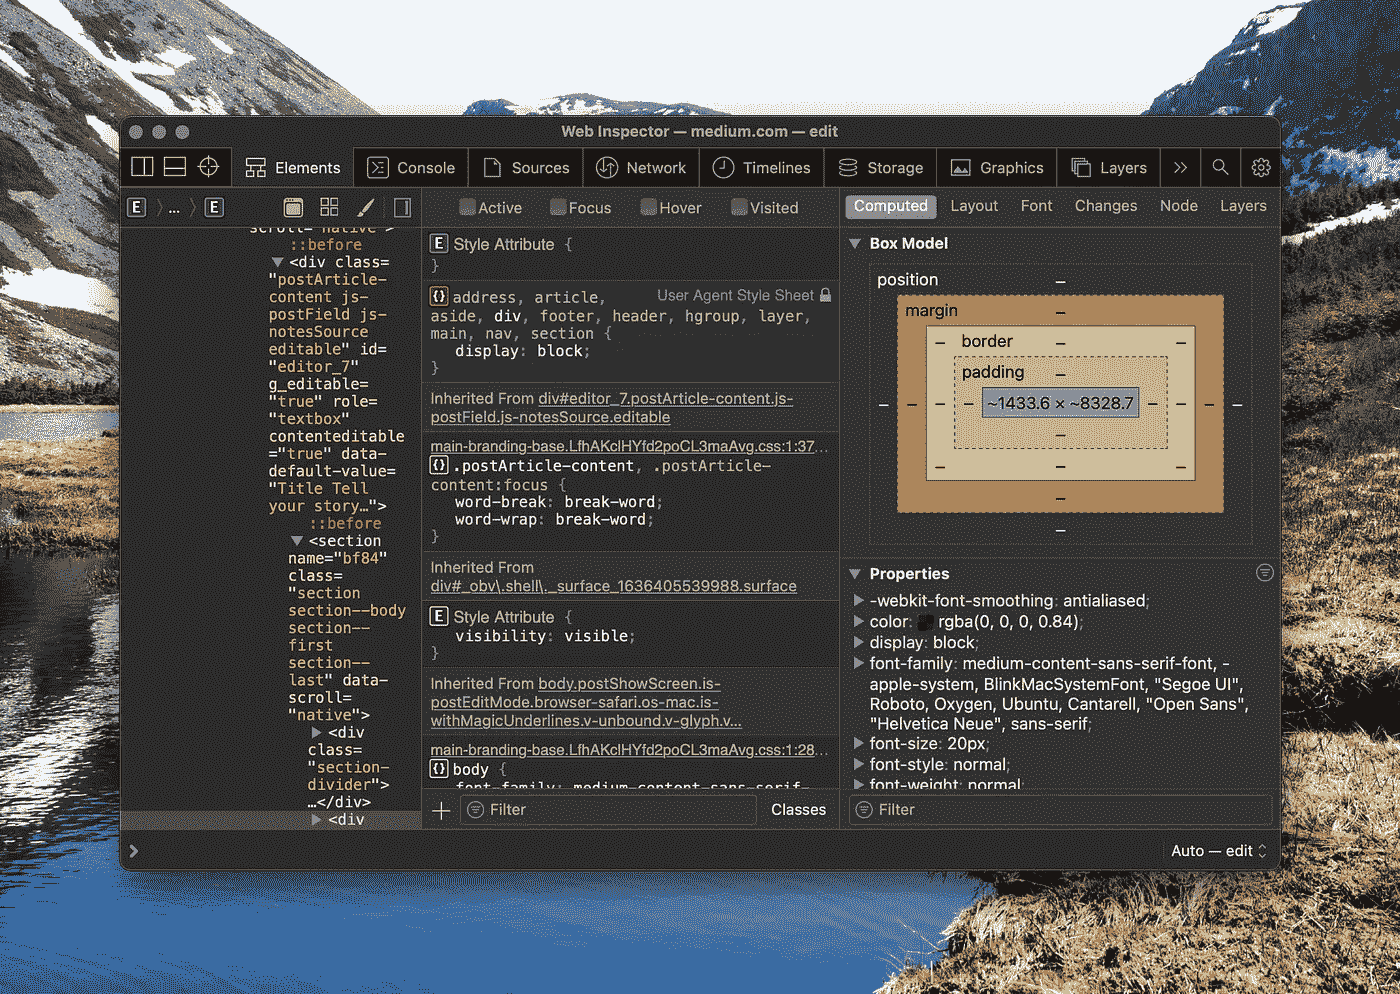 Web Inspector — medium.com — edit
Elements
Console
Sources
Network
Timelines
Storage
Graphics
Layers
E
...
E
scroll="native">
::before
<div class=
"postArticle-
content js-
postField js-
notesSource
editable" id=
"editor_7"
g_editable=
"true" role=
"textbox"
contenteditable
="true" data-
default-value=
"Title Tell
your story…">
::before
<section
name="bf84"
class=
"section
section--body
section--
first
section--
last" data-
scroll=
"native">
<div
class=
"section-
divider">
…</div>
<div
Active
Focus
Hover
Visited
E Style Attribute {
}
{} address, article, User Agent Style Sheet
aside, div, footer, header, hgroup, layer,
main, nav, section {
display: block;
}
Inherited From div#editor_7.postArticle-content.js-
postField.js-notesSource.editable
main-branding-base.LfhAKclHYfd2poCL3maAvg.css:1:37…
{} .postArticle-content, .postArticle-
content:focus {
word-break: break-word;
word-wrap: break-word;
}
Inherited From
div#_obv\.shell\._surface_1636405539988.surface
E Style Attribute {
visibility: visible;
}
Inherited From body.postShowScreen.is-
postEditMode.browser-safari.os-mac.is-
withMagicUnderlines.v-unbound.v-glyph.v…
main-branding-base.LfhAKclHYfd2poCL3maAvg.css:1:28…
{} body {
font-family: medium-content-sans-serif-
Filter
Classes
Computed
Layout
Font
Changes
Node
Layers
Box Model
position –
margin –
– border – –
padding –
– – – – ~1433.6 × ~8328.7 – – – –
–
– – –
–
–
Properties
-webkit-font-smoothing: antialiased;
color: rgba(0, 0, 0, 0.84);
display: block;
font-family: medium-content-sans-serif-font, -
apple-system, BlinkMacSystemFont, "Segoe UI",
Roboto, Oxygen, Ubuntu, Cantarell, "Open Sans",
"Helvetica Neue", sans-serif;
font-size: 20px;
font-style: normal;
font-weight: normal;
Filter
Auto — edit